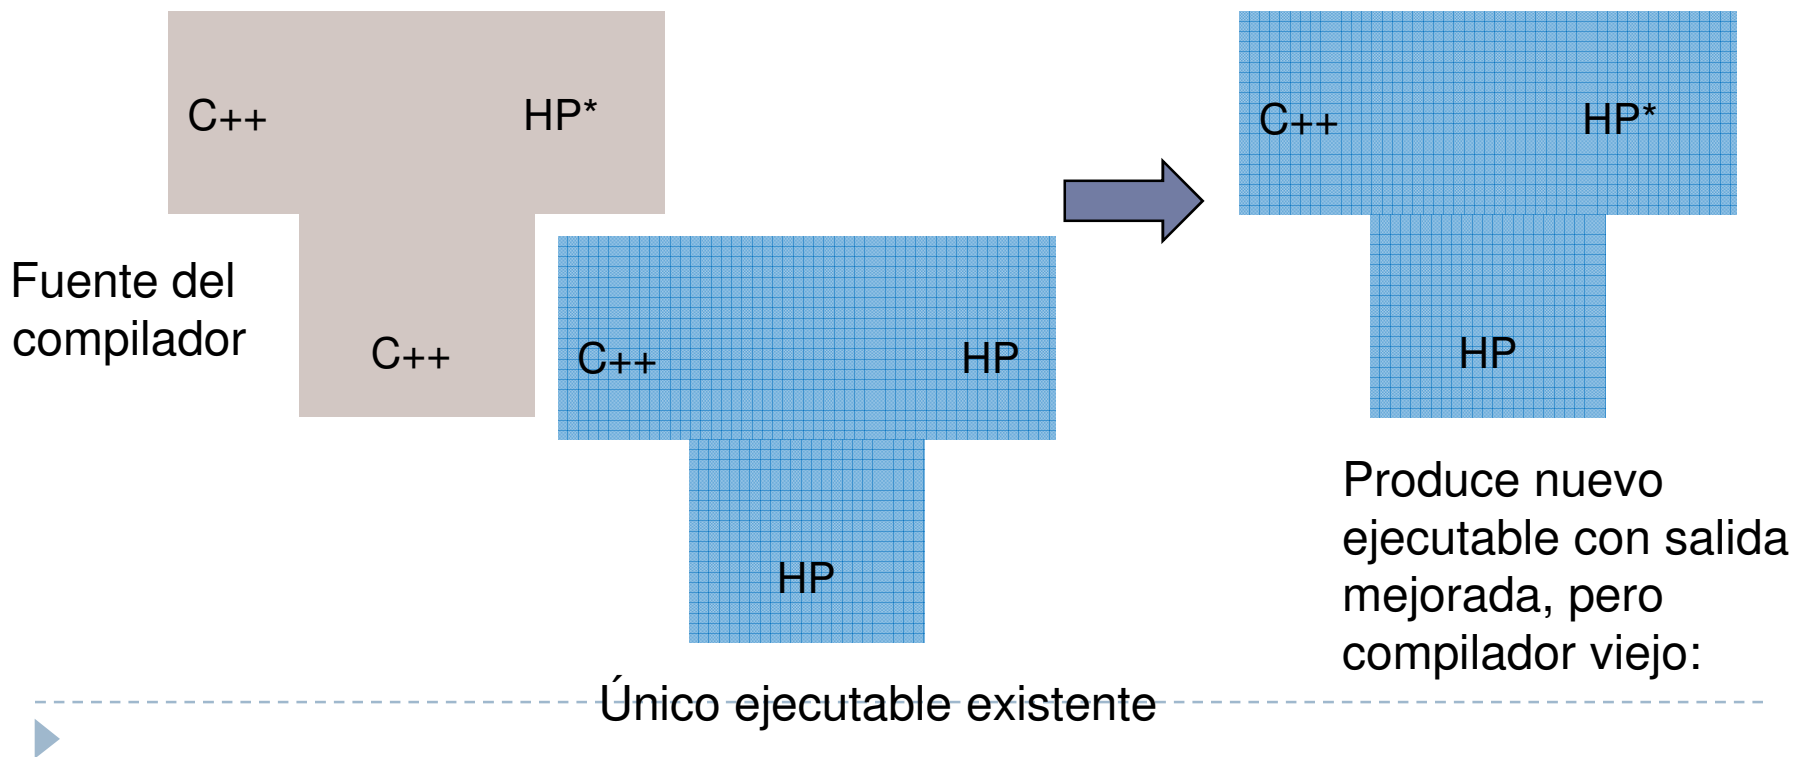 C++
HP*
Fuente del
compilador
C++
C++
HP
HP
Único ejecutable existente
C++
HP*
HP
Produce nuevo
ejecutable con salida
mejorada, pero
compilador viejo: